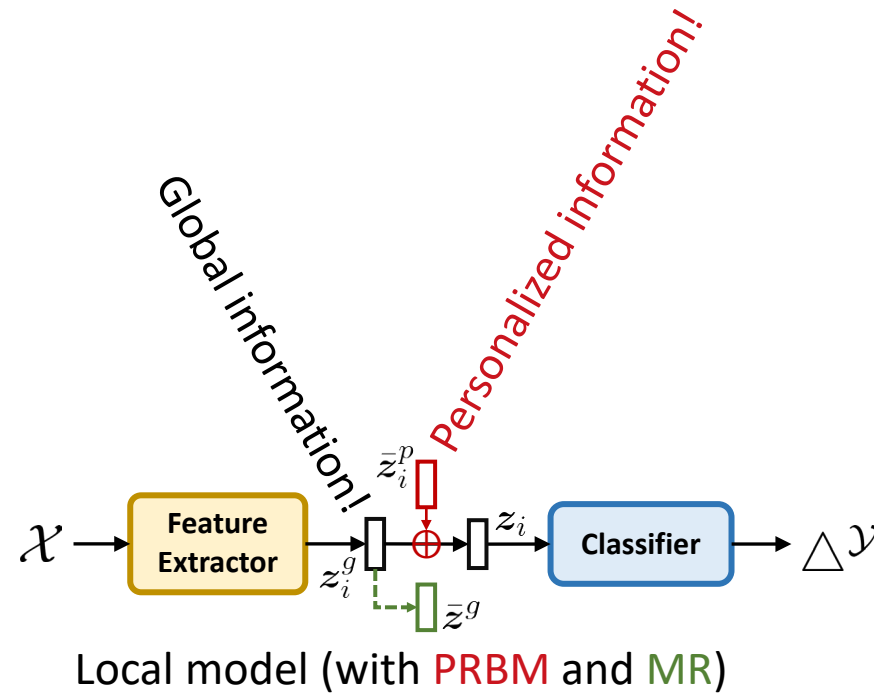 Global information!
Personalized information!
z̄ᵢᵖ
𝒳
Feature
Extractor
zᵢᵍ
zᵢ
Classifier
△ 𝒴
z̄ᵍ
Local model (with PRBM and MR)